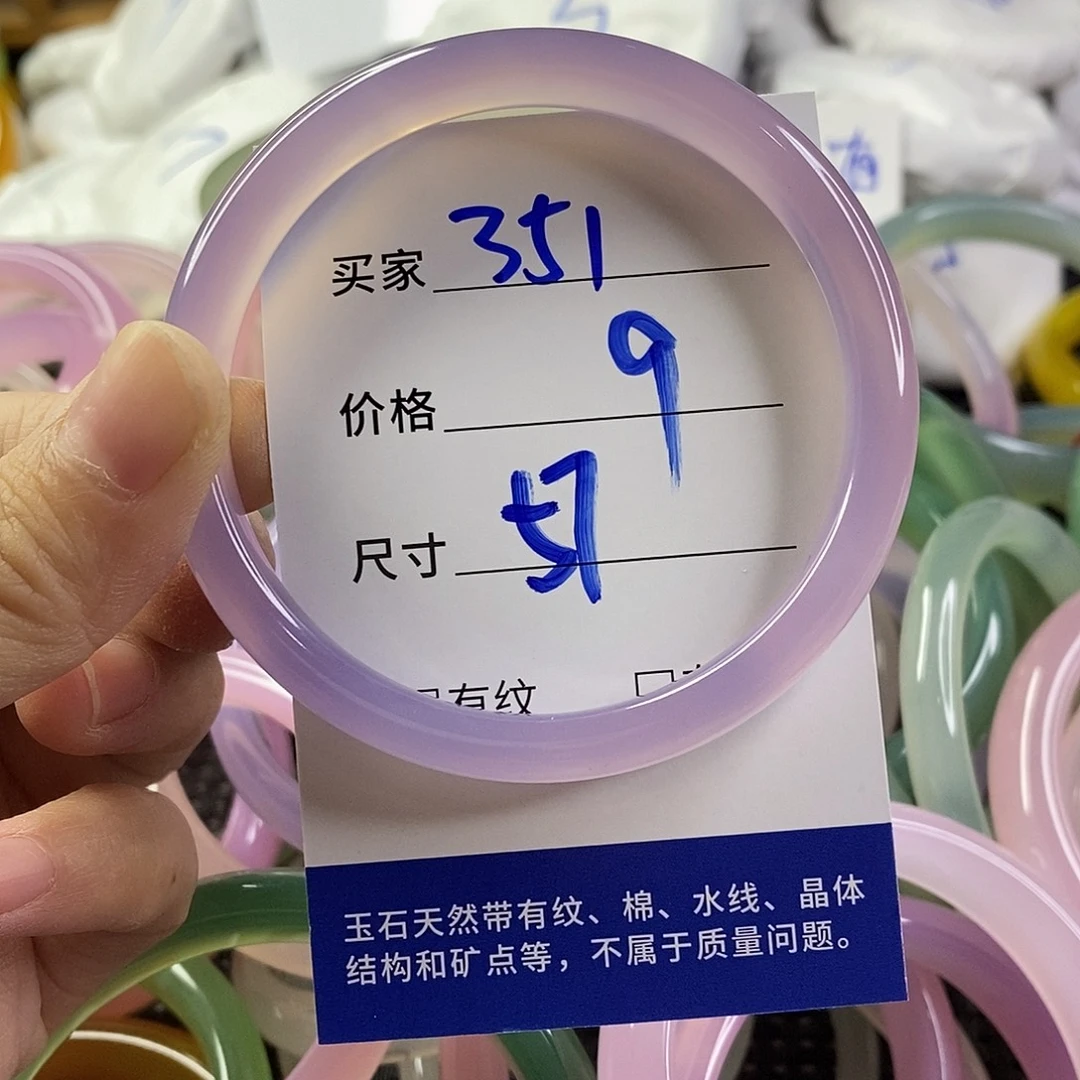 买家 351
价格 9
尺寸 57
有纹
玉石天然带有纹、棉、水线、晶体
结构和矿点等，不属于质量问题。